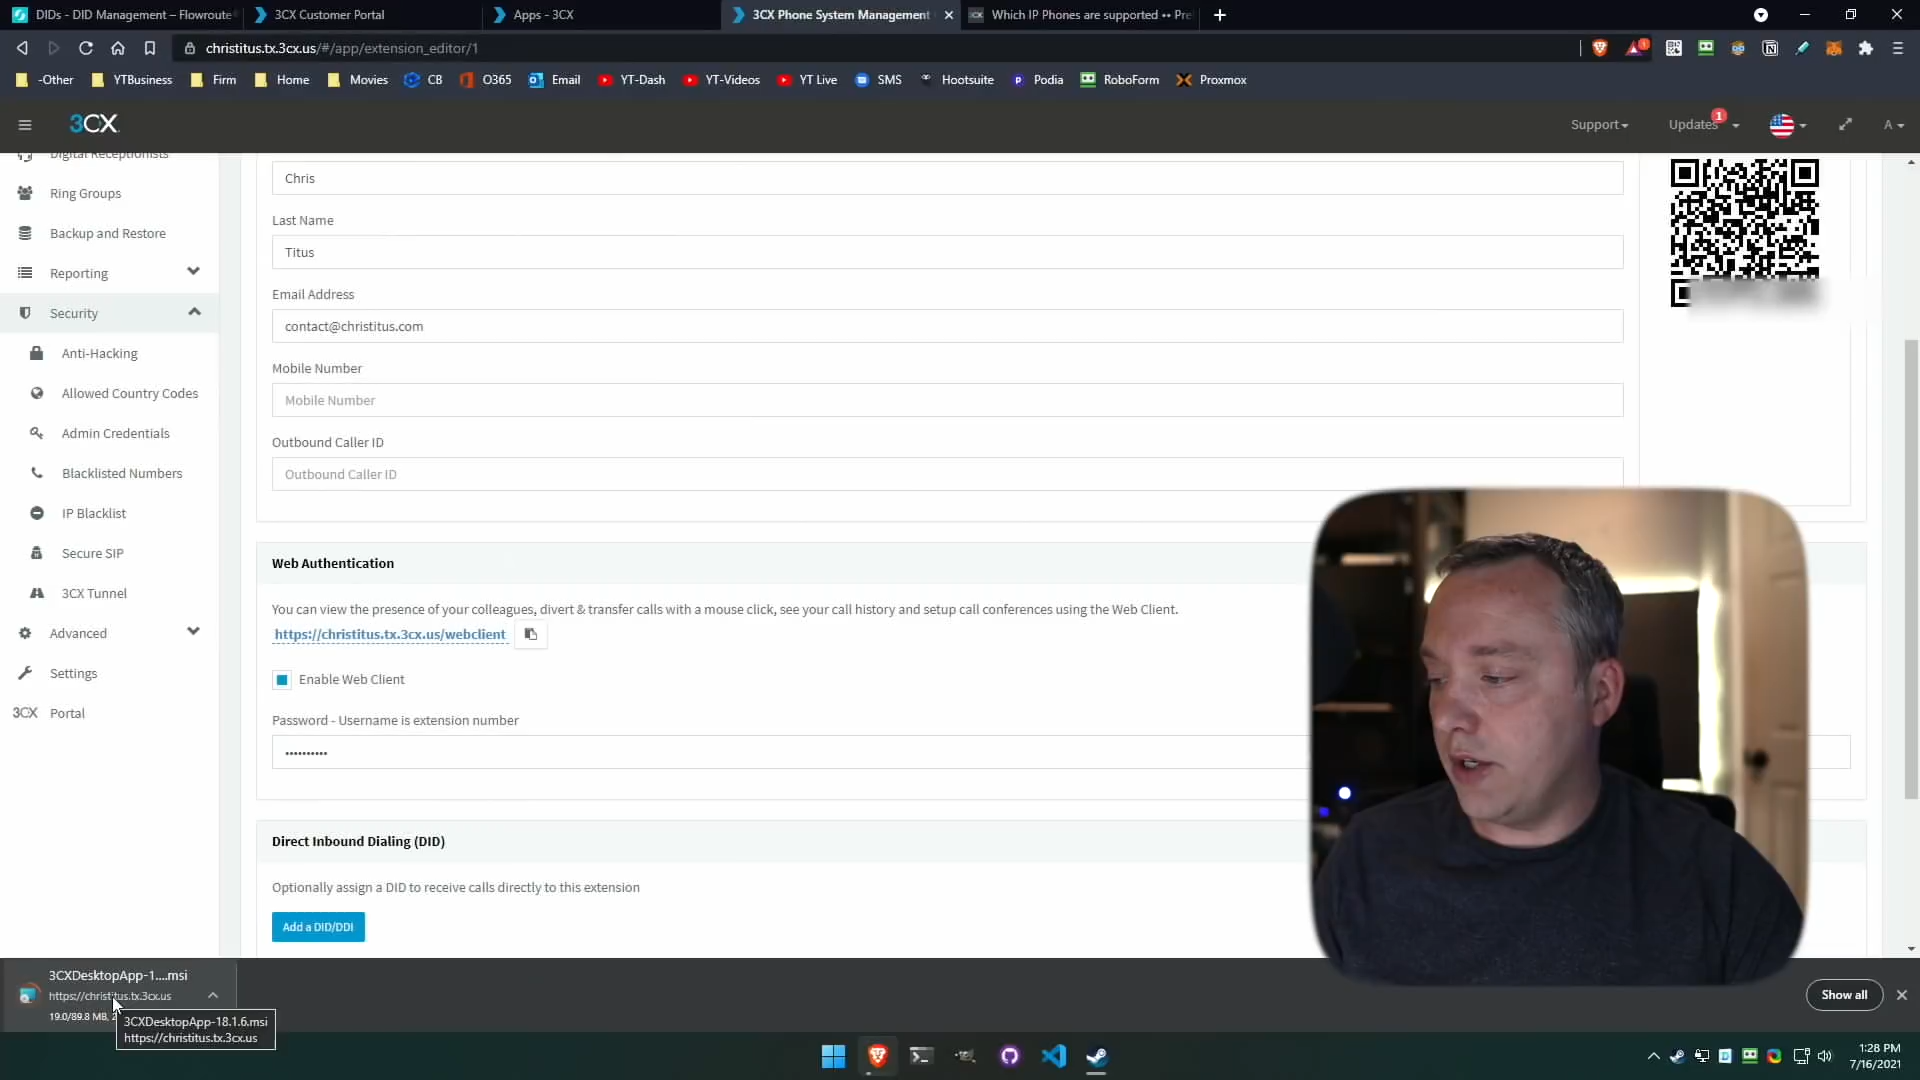 DIDs – DID Management – Flowroute
3CX Customer Portal
Apps - 3CX
3CX Phone System Management
Which IP Phones are supported •• Pre
christitus.tx.3cx.us/#/app/extension_editor/1
-Other
YTBusiness
Firm
Home
Movies
CB
O365
Email
YT-Dash
YT-Videos
YT Live
SMS
Hootsuite
Podia
RoboForm
Proxmox
3CX
Support
Updates
1
A
Digital Receptionists
Ring Groups
Backup and Restore
Reporting
Security
Anti-Hacking
Allowed Country Codes
Admin Credentials
Blacklisted Numbers
IP Blacklist
Secure SIP
3CX Tunnel
Advanced
Settings
3CX Portal
Chris
Last Name
Titus
Email Address
contact@christitus.com
Mobile Number
Mobile Number
Outbound Caller ID
Outbound Caller ID
Web Authentication
You can view the presence of your colleagues, divert & transfer calls with a mouse click, see your call history and setup call conferences using the Web Client.
https://christitus.tx.3cx.us/webclient
Enable Web Client
Password - Username is extension number
••••••••••
Direct Inbound Dialing (DID)
Optionally assign a DID to receive calls directly to this extension
Add a DID/DDI
3CXDesktopApp-1....msi
https://christitus.tx.3cx.us
19.0/89.8 MB, 2
3CXDesktopApp-18.1.6.msi
https://christitus.tx.3cx.us
Show all
1:28 PM
7/16/2021